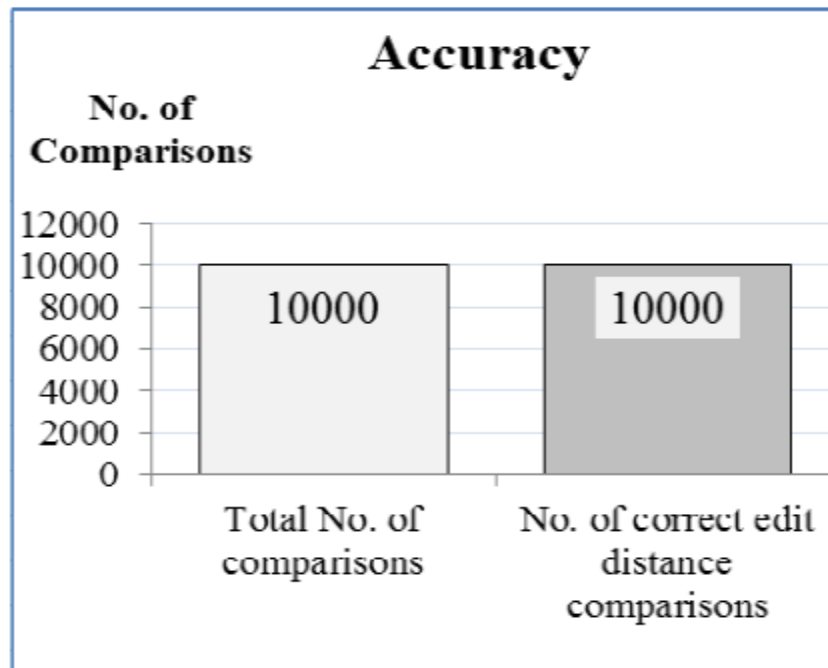 Accuracy
No. of
Comparisons
12000
10000
8000
6000
4000
2000
0
10000
10000
Total No. of
comparisons
No. of correct edit
distance
comparisons